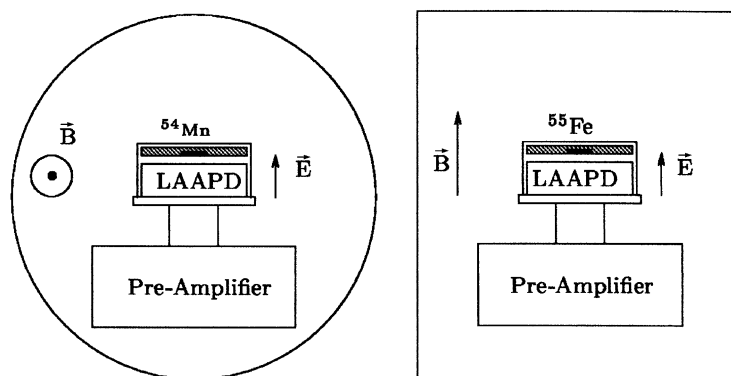 ⁵⁴Mn
B⃗
E⃗
LAAPD
Pre-Amplifier
⁵⁵Fe
B⃗
E⃗
LAAPD
Pre-Amplifier